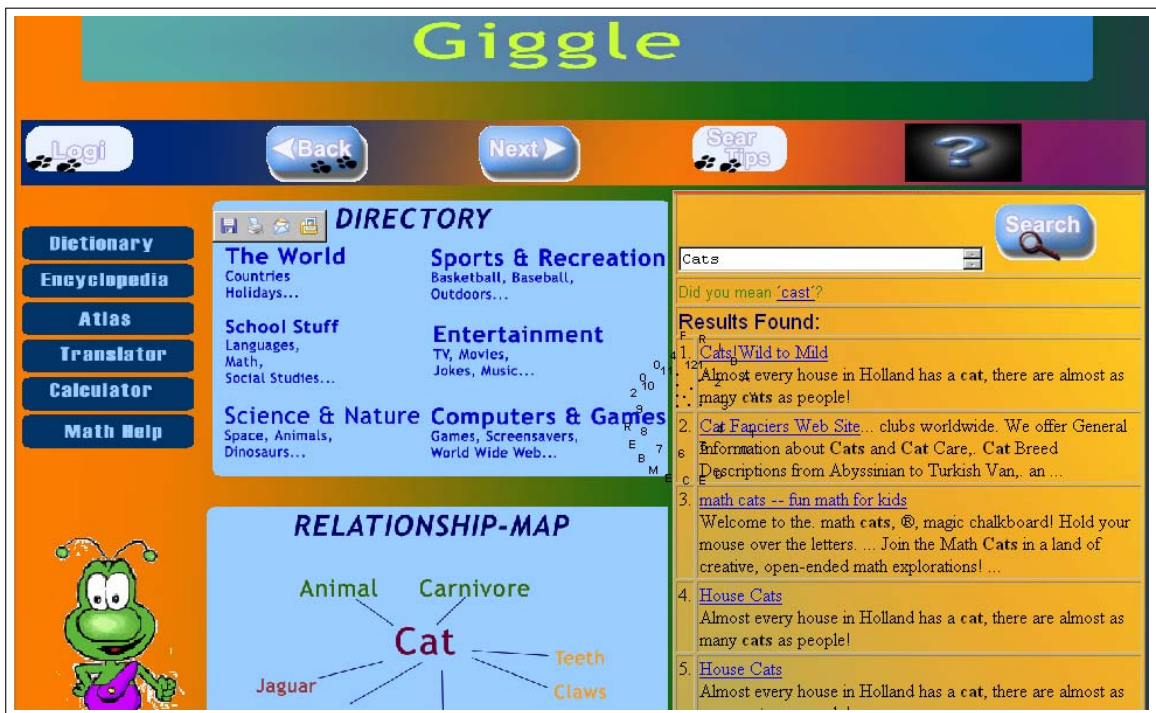 Giggle
Logi
Back
Next
Sear
Tips
?
Dictionary
Encyclopedia
Atlas
Translator
Calculator
Math Help
DIRECTORY
The World
Countries
Holidays...
Sports & Recreation
Basketball, Baseball,
Outdoors...
School Stuff
Languages,
Math,
Social Studies...
Entertainment
TV, Movies,
Jokes, Music...
Science & Nature
Space, Animals,
Dinosaurs...
Computers & Games
Games, Screensavers,
World Wide Web...
RELATIONSHIP-MAP
Animal
Carnivore
Cat
Teeth
Jaguar
Claws
Search
Cats
Did you mean ´cast´?
Results Found:
1. Cats! Wild to Mild
Almost every house in Holland has a cat, there are almost as
many cats as people!
2. Cat Fanciers Web Site... clubs worldwide. We offer General
Information about Cats and Cat Care,. Cat Breed
Descriptions from Abyssinian to Turkish Van,. an ...
3. math cats -- fun math for kids
Welcome to the. math cats, ®, magic chalkboard! Hold your
mouse over the letters. ... Join the Math Cats in a land of
creative, open-ended math explorations! ...
4. House Cats
Almost every house in Holland has a cat, there are almost as
many cats as people!
5. House Cats
Almost every house in Holland has a cat, there are almost as